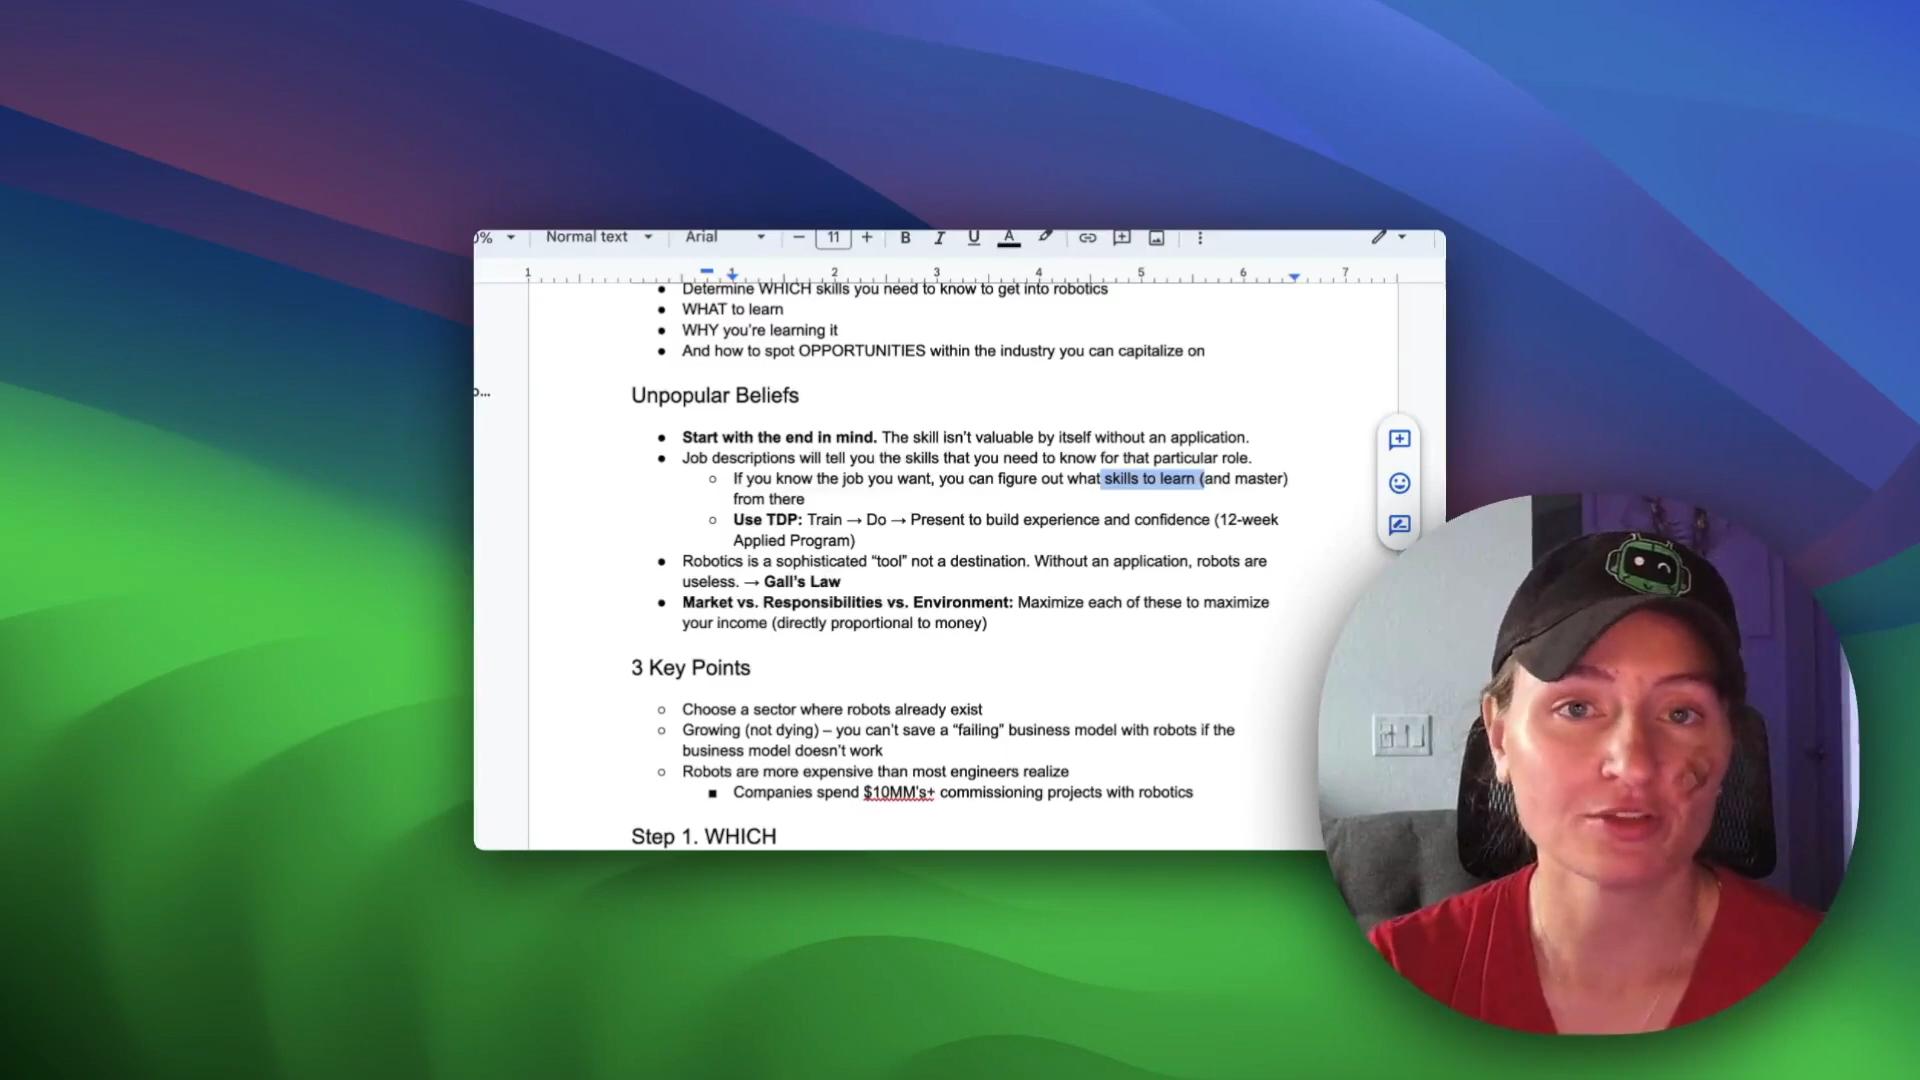 0%
Normal text
Arial
11
B
I
U
A
1
1
2
3
4
5
6
7
● Determine WHICH skills you need to know to get into robotics
● WHAT to learn
● WHY you’re learning it
● And how to spot OPPORTUNITIES within the industry you can capitalize on
Unpopular Beliefs
● Start with the end in mind. The skill isn’t valuable by itself without an application.
● Job descriptions will tell you the skills that you need to know for that particular role.
○ If you know the job you want, you can figure out what skills to learn (and master)
from there
○ Use TDP: Train → Do → Present to build experience and confidence (12-week
Applied Program)
● Robotics is a sophisticated “tool” not a destination. Without an application, robots are
useless. → Gall’s Law
● Market vs. Responsibilities vs. Environment: Maximize each of these to maximize
your income (directly proportional to money)
3 Key Points
○ Choose a sector where robots already exist
○ Growing (not dying) – you can’t save a “failing” business model with robots if the
business model doesn’t work
○ Robots are more expensive than most engineers realize
■ Companies spend $10MM's+ commissioning projects with robotics
Step 1. WHICH